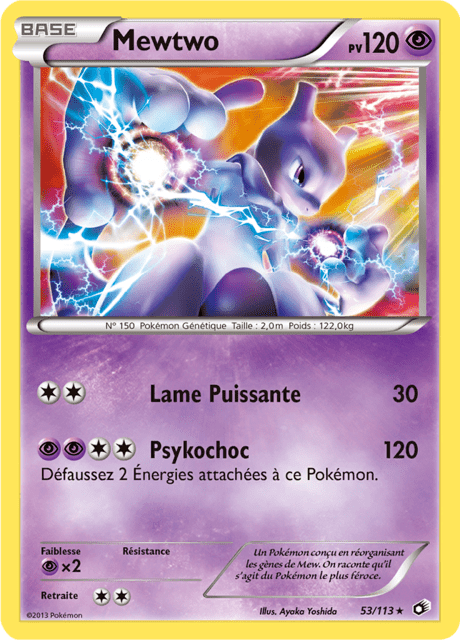 BASE
Mewtwo
PV120
N° 150 Pokémon Génétique Taille : 2,0m Poids : 122,0kg
Lame Puissante 30
Psykochoc 120
Défaussez 2 Énergies attachées à ce Pokémon.
Faiblesse Résistance
×2
Un Pokémon conçu en réorganisant
les gènes de Mew. On raconte qu'il
s'agit du Pokémon le plus féroce.
Retraite
Illus. Ayaka Yoshida 53/113 ★
©2013 Pokémon